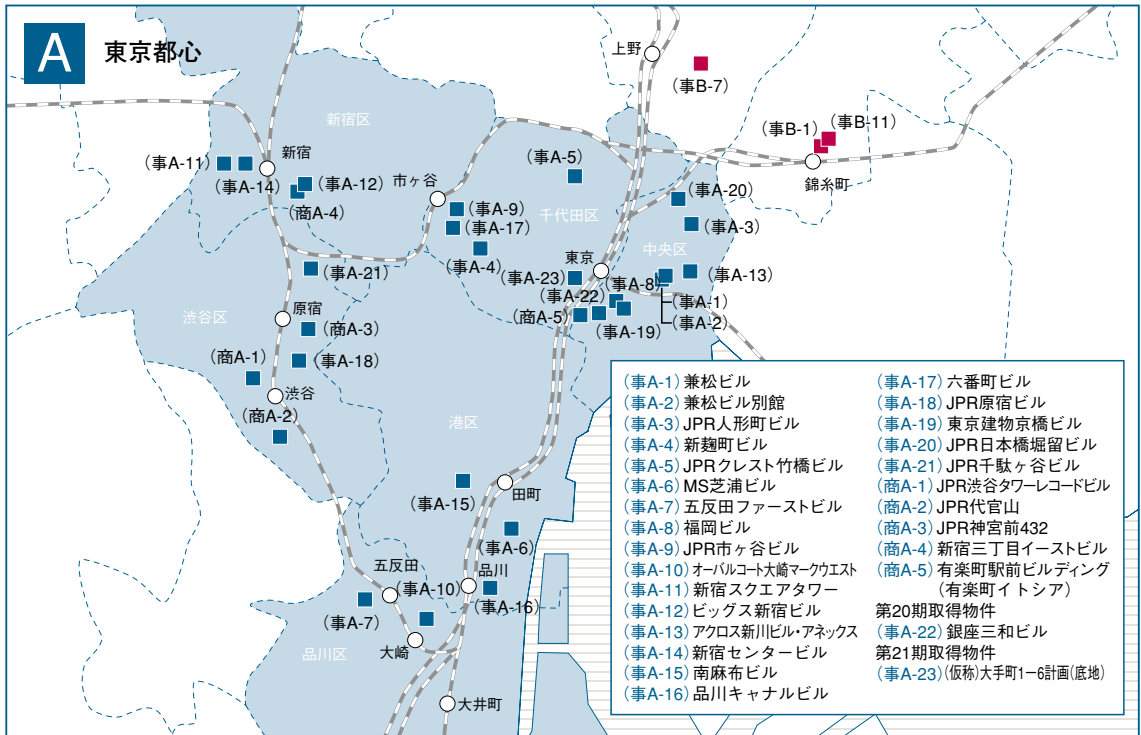 A 東京都心
上野
(事B-7)
(事B-1)
(事B-11)
錦糸町
新宿区
(事A-11)
新宿
(事A-14)
(事A-12)
(商A-4)
市ヶ谷
(事A-5)
(事A-9)
千代田区
(事A-17)
(事A-4)
(事A-20)
(事A-3)
中央区
東京
(事A-23)
(事A-8)
(事A-13)
(事A-22)
(事A-1)
(商A-5)
(事A-19)
(事A-2)
(事A-21)
渋谷区
原宿
(商A-3)
(商A-1)
(事A-18)
渋谷
(商A-2)
港区
(事A-15)
田町
(事A-6)
五反田
(事A-10)
品川
(事A-16)
(事A-7)
大崎
品川区
大井町
(事A-1)兼松ビル
(事A-2)兼松ビル別館
(事A-3)JPR人形町ビル
(事A-4)新麹町ビル
(事A-5)JPRクレスト竹橋ビル
(事A-6)MS芝浦ビル
(事A-7)五反田ファーストビル
(事A-8)福岡ビル
(事A-9)JPR市ヶ谷ビル
(事A-10)オーバルコート大崎マークウエスト
(事A-11)新宿スクエアタワー
(事A-12)ビッグス新宿ビル
(事A-13)アクロス新川ビル・アネックス
(事A-14)新宿センタービル
(事A-15)南麻布ビル
(事A-16)品川キャナルビル
(事A-17)六番町ビル
(事A-18)JPR原宿ビル
(事A-19)東京建物京橋ビル
(事A-20)JPR日本橋堀留ビル
(事A-21)JPR千駄ヶ谷ビル
(商A-1)JPR渋谷タワーレコードビル
(商A-2)JPR代官山
(商A-3)JPR神宮前432
(商A-4)新宿三丁目イーストビル
(商A-5)有楽町駅前ビルディング
(有楽町イトシア)
第20期取得物件
(事A-22)銀座三和ビル
第21期取得物件
(事A-23)(仮称)大手町1ー6計画(底地)